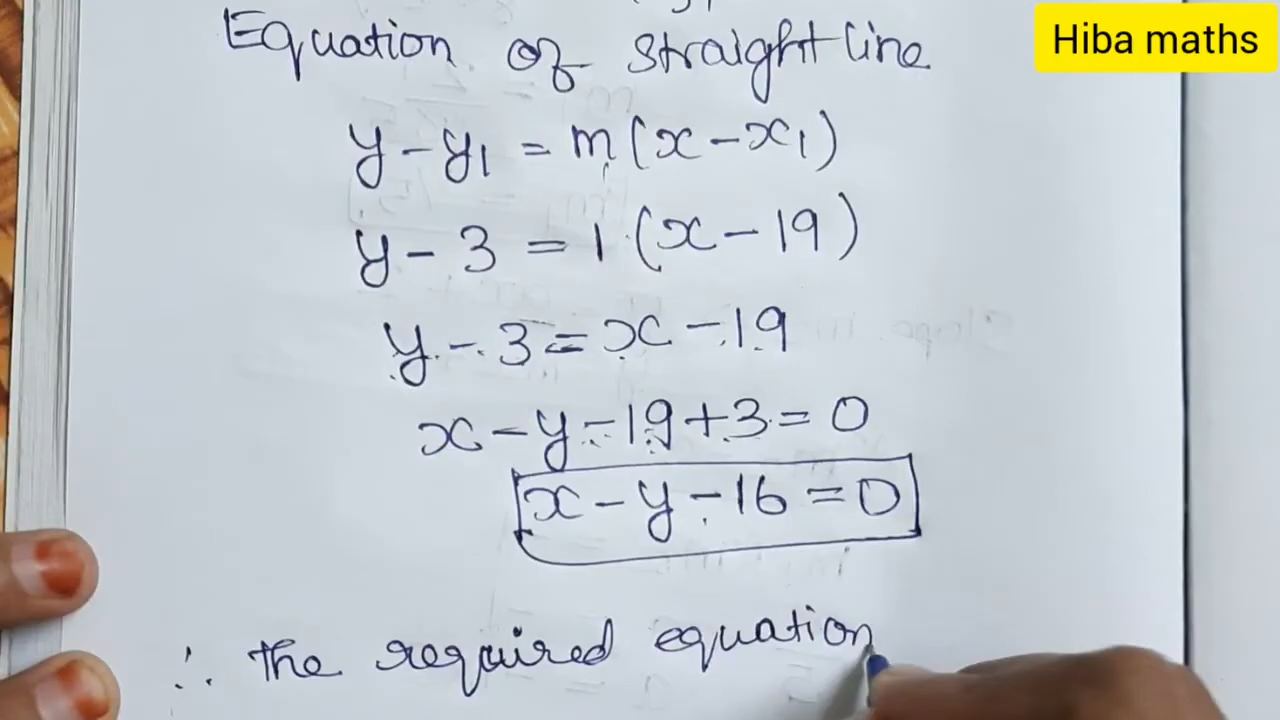 Equation of straight line
Hiba maths
y - y₁ = m(x - x₁)
y - 3 = 1 (x - 19)
y - 3 = x - 19
x - y - 19 + 3 = 0
x - y - 16 = 0
∴ The required equation